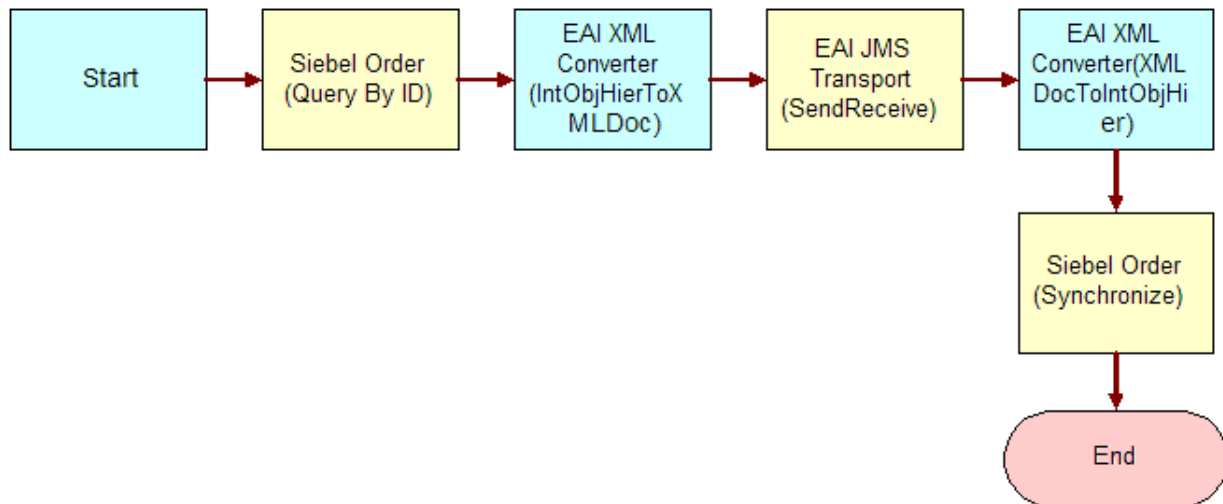 Start
Siebel Order
(Query By ID)
EAI XML
Converter
(IntObjHierToX
MLDoc)
EAI JMS
Transport
(SendReceive)
EAI XML
Converter(XML
DocToIntObjHi
er)
Siebel Order
(Synchronize)
End